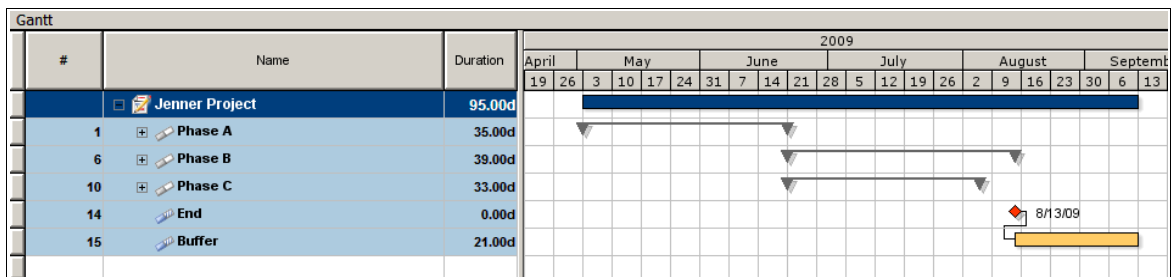 Gantt
# Name Duration 2009
April May June July August Septemb
19 26 3 10 17 24 31 7 14 21 28 5 12 19 26 2 9 16 23 30 6 13
Jenner Project 95.00d
1 Phase A 35.00d
6 Phase B 39.00d
10 Phase C 33.00d
14 End 0.00d 8/13/09
15 Buffer 21.00d